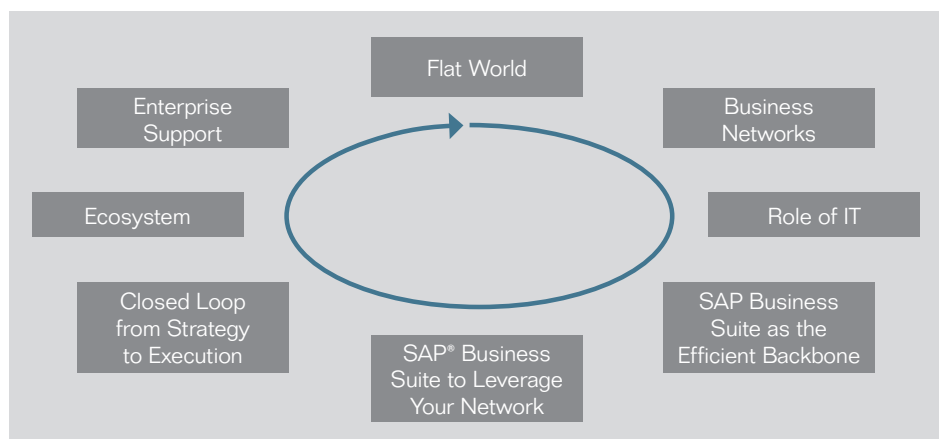 Flat World
Enterprise
Support
Business
Networks
Ecosystem
Role of IT
Closed Loop
from Strategy
to Execution
SAP® Business
Suite to Leverage
Your Network
SAP Business
Suite as the
Efficient Backbone